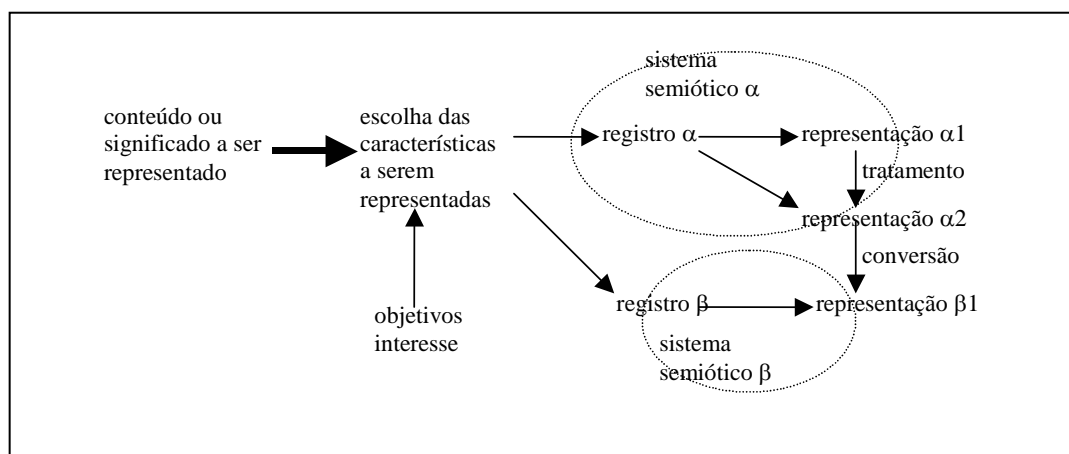 sistema
semiótico α
conteúdo ou
significado a ser
representado
escolha das
características
a serem
representadas
registro α
representação α1
tratamento
representação α2
conversão
registro β
representação β1
objetivos
interesse
sistema
semiótico β